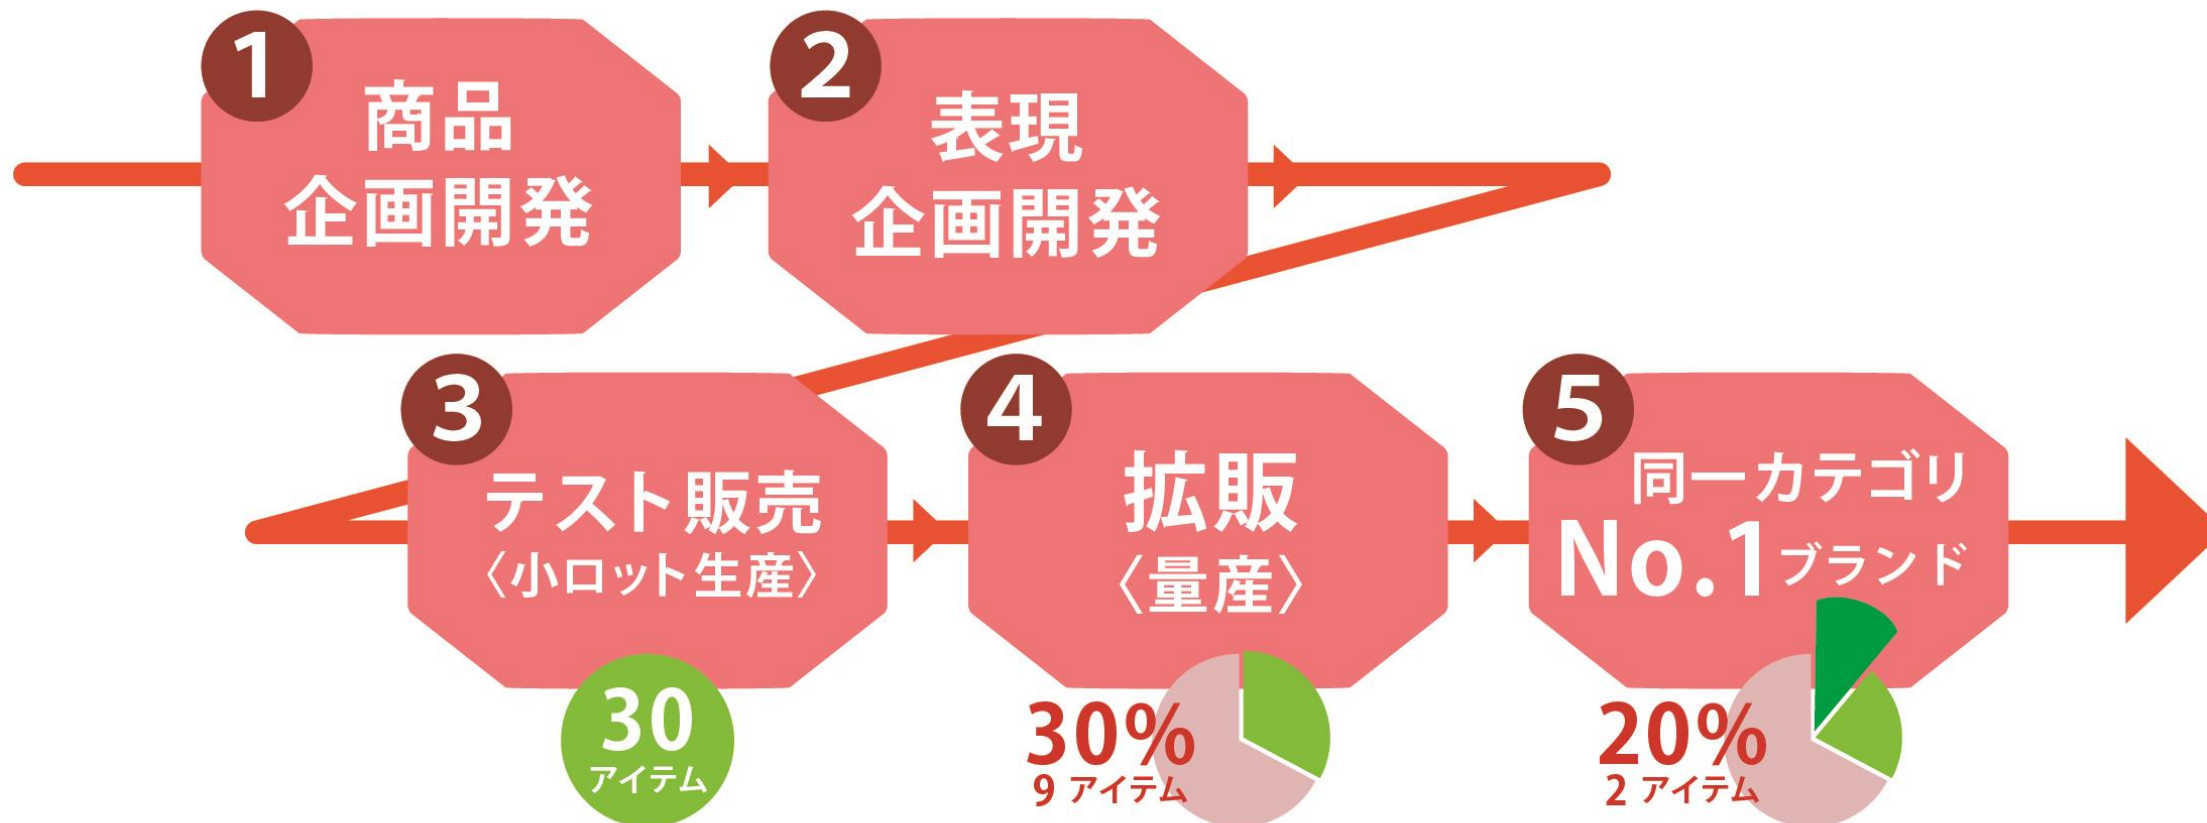 1
商品
企画開発
2
表現
企画開発
3
テスト販売
〈小ロット生産〉
30
アイテム
4
拡販
〈量産〉
30%
9 アイテム
5
同一カテゴリ
No.1ブランド
20%
2 アイテム